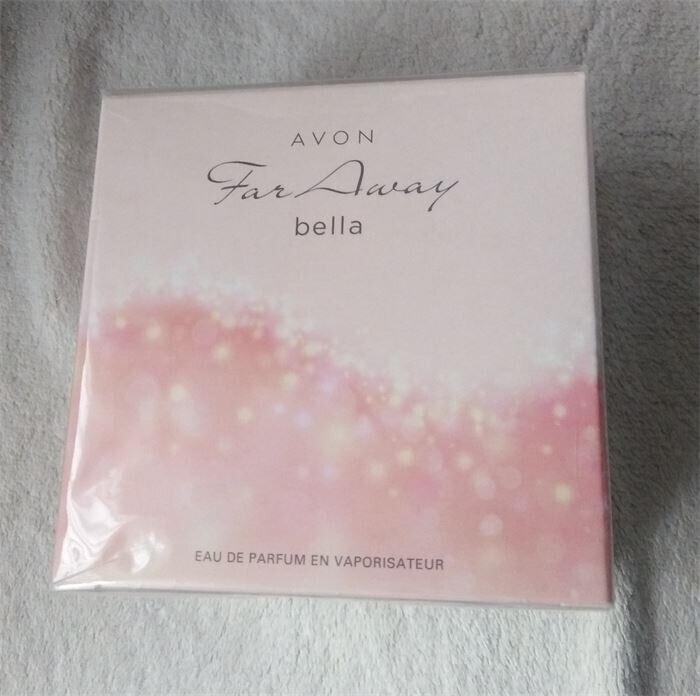 AVON
Far Away
bella
EAU DE PARFUM EN VAPORISATEUR